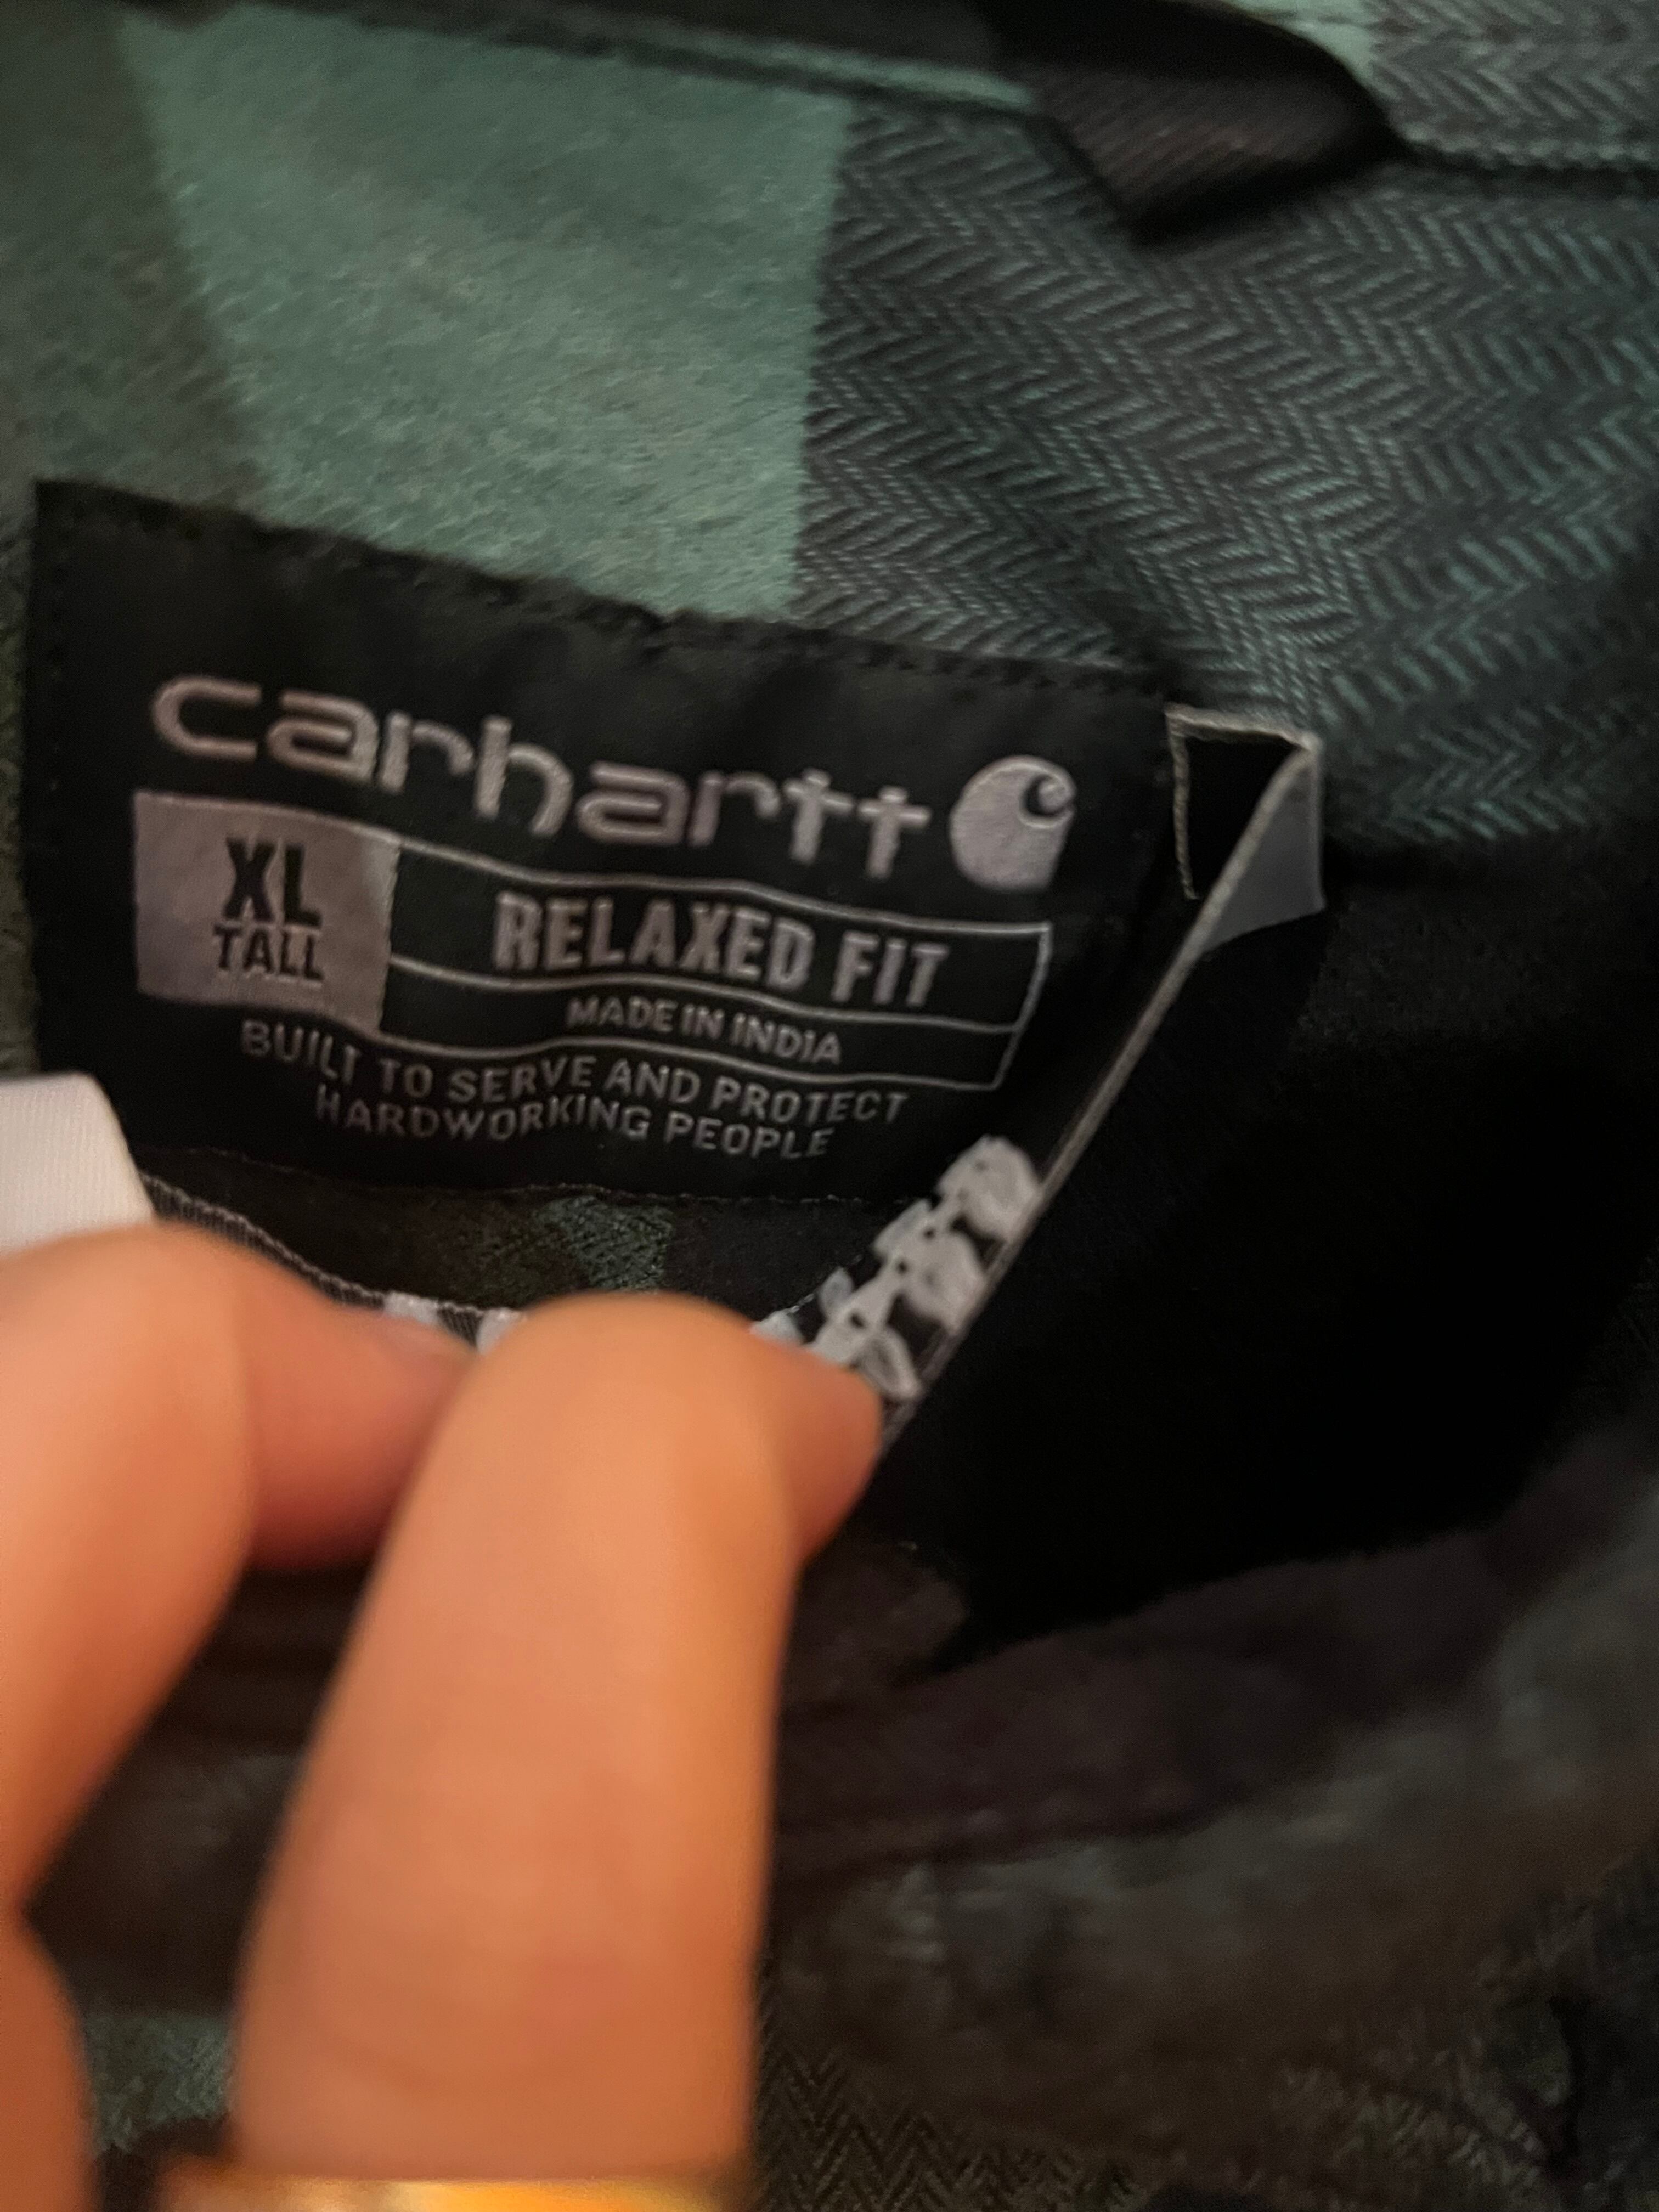 carhartt
XL
TALL
RELAXED FIT
MADE IN INDIA
BUILT TO SERVE AND PROTECT
HARDWORKING PEOPLE